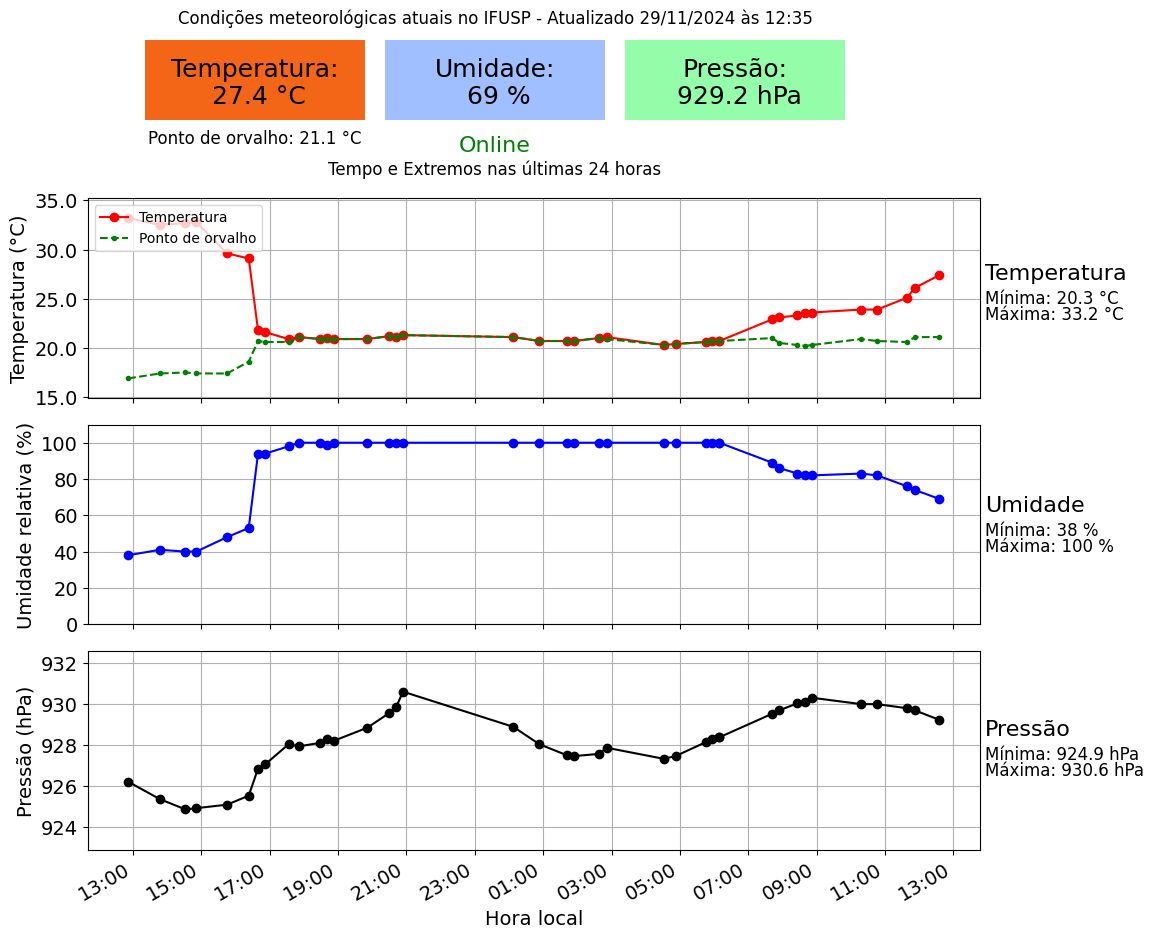 Condições meteorológicas atuais no IFUSP - Atualizado 29/11/2024 às 12:35
Temperatura:
27.4 °C
Umidade:
69 %
Pressão:
929.2 hPa
Ponto de orvalho: 21.1 °C
Online
Tempo e Extremos nas últimas 24 horas
Temperatura (°C)
35.0
30.0
25.0
20.0
15.0
Temperatura
Ponto de orvalho
Temperatura
Mínima: 20.3 °C
Máxima: 33.2 °C
Umidade relativa (%)
100
80
60
40
20
0
Umidade
Mínima: 38 %
Máxima: 100 %
Pressão (hPa)
932
930
928
926
924
Pressão
Mínima: 924.9 hPa
Máxima: 930.6 hPa
13:00
15:00
17:00
19:00
21:00
23:00
01:00
03:00
05:00
07:00
09:00
11:00
13:00
Hora local